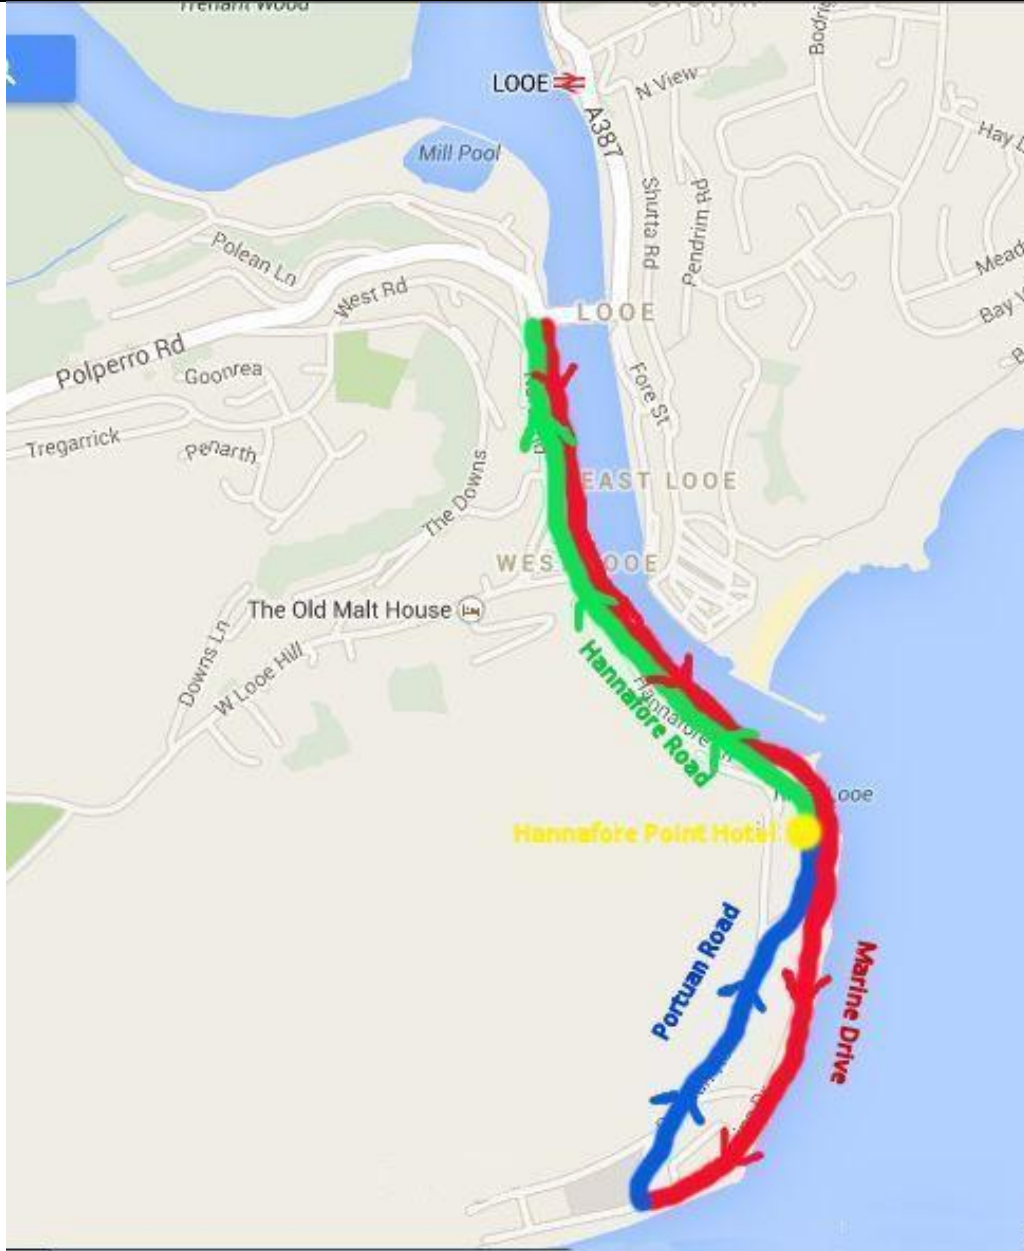 Trenant Wood
LOOE
A387
N View
Bodrig
Hay L
Mill Pool
Shutta Rd
Pendrim Rd
Mead
Polean Ln
West Rd
Bay V
LOOE
Polperro Rd
Goonrea
Fore St
Tregarrick
Penarth
The Downs
EAST LOOE
WES OOE
The Old Malt House
Downs Ln
W Looe Hill
Hannafore Road
Hannafore Ln
Looe
Hannafore Point Hotel
Portuan Road
Marine Drive